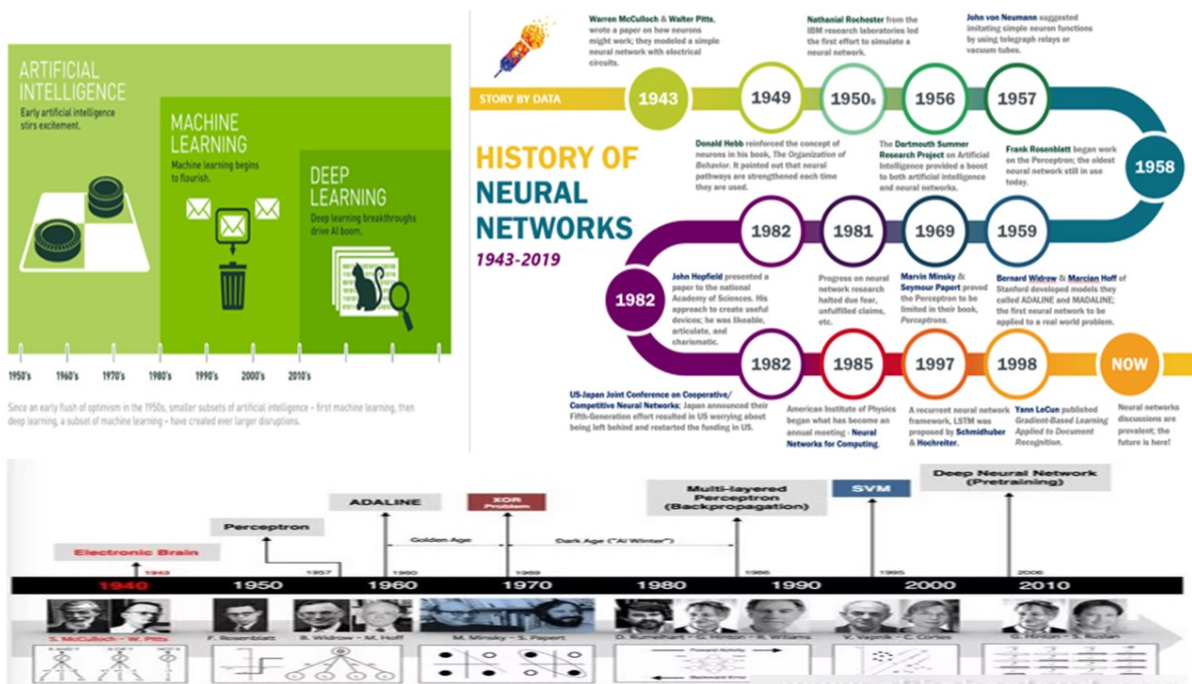 ARTIFICIAL
INTELLIGENCE
Early artificial intelligence
stirs excitement.
MACHINE
LEARNING
Machine learning begins
to flourish.
DEEP
LEARNING
Deep learning breakthroughs
drive AI boom.
1950's 1960's 1970's 1980's 1990's 2000's 2010's
Since an early flush of optimism in the 1950s, smaller subsets of artificial intelligence – first machine learning, then
deep learning, a subset of machine learning – have created ever larger disruptions.
Warren McCulloch & Walter Pitts,
wrote a paper on how neurons
might work; they modeled a simple
neural network with electrical
circuits.
Nathanial Rochester from the
IBM research laboratories led
the first effort to simulate a
neural network.
John von Neumann suggested
imitating simple neuron functions
by using telegraph relays or
vacuum tubes.
STORY BY DATA
1943 1949 1950s 1956 1957
HISTORY OF
NEURAL
NETWORKS
1943-2019
Donald Hebb reinforced the concept of
neurons in his book, The Organization of
Behavior. It pointed out that neural
pathways are strengthened each time
they are used.
The Dartmouth Summer
Research Project on Artificial
Intelligence provided a boost
to both artificial intelligence
and neural networks.
Frank Rosenblatt began work
on the Perceptron; the oldest
neural network still in use
today.
1958
1982 1981 1969 1959
1982
John Hopfield presented a
paper to the national
Academy of Sciences. His
approach to create useful
devices; he was likeable,
articulate, and
charismatic.
Progress on neural
network research
halted due fear,
unfulfilled claims,
etc.
Marvin Minsky &
Seymour Papert proved
the Perceptron to be
limited in their book,
Perceptrons.
Bernard Widrow & Marcian Hoff of
Stanford developed models they
called ADALINE and MADALINE;
the first neural network to be
applied to a real world problem.
1982 1985 1997 1998 NOW
US-Japan Joint Conference on Cooperative/
Competitive Neural Networks; Japan announced their
Fifth-Generation effort resulted in US worrying about
being left behind and restarted the funding in US.
American Institute of Physics
began what has become an
annual meeting - Neural
Networks for Computing.
A recurrent neural network
framework, LSTM was
proposed by Schmidhuber
& Hochreiter.
Yann LeCun published
Gradient-Based Learning
Applied to Document
Recognition.
Neural networks
discussions are
prevalent; the
future is here!
Electronic Brain
Perceptron
ADALINE
XOR
Problem
Multi-layered
Perceptron
(Backpropagation)
SVM
Deep Neural Network
(Pretraining)
Golden Age
Dark Age ("AI Winter")
1943 1957 1960 1969 1986 1995 2006
1940 1950 1960 1970 1980 1990 2000 2010
S. McCulloch - W. Pitts
F. Rosenblatt
B. Widrow - M. Hoff
M. Minsky - S. Papert
D. Rumelhart - G. Hinton - R. Wiliams
V. Vapnik - C. Cortes
G. Hinton - S. Ruslan
X AND Y X OR Y NOT X
Forward Activity
Backward Error